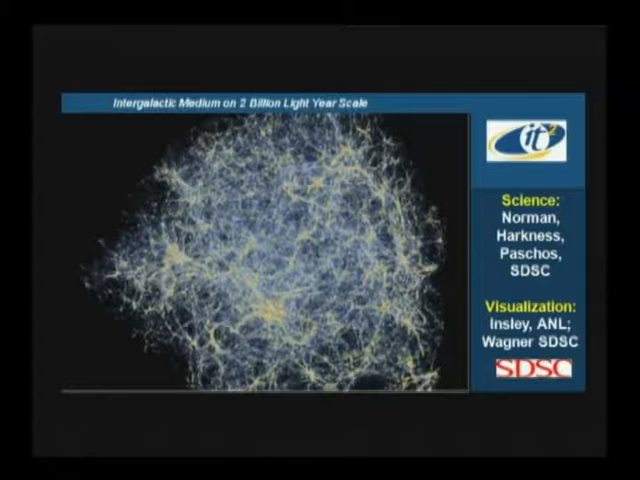 Intergalactic Medium on 2 Billion Light Year Scale
it2
Science:
Norman,
Harkness,
Paschos,
SDSC
Visualization:
Insley, ANL;
Wagner SDSC
SDSC